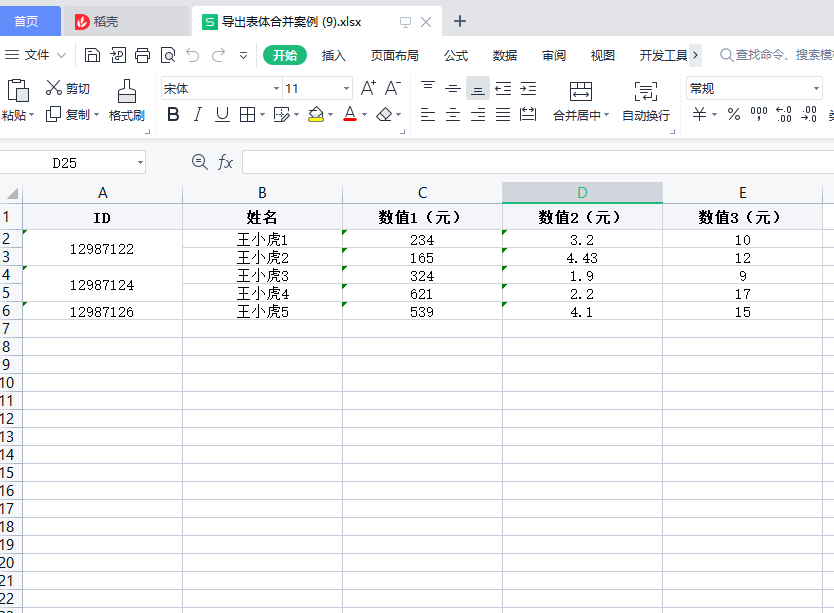 首页 稻壳 S 导出表体合并案例 (9).xlsx
文件 开始 插入 页面布局 公式 数据 审阅 视图 开发工具 查找命令、搜索模
剪切 宋体 11 A+ A- 常规
粘贴 复制 格式刷 B I U A 合并居中 自动换行 ¥ % 000 .00
D25 fx
A B C D E
1 ID 姓名 数值1（元） 数值2（元） 数值3（元）
2 12987122 王小虎1 234 3.2 10
3 王小虎2 165 4.43 12
4 12987124 王小虎3 324 1.9 9
5 王小虎4 621 2.2 17
6 12987126 王小虎5 539 4.1 15
7
8
9
10
11
12
13
14
15
16
17
18
19
20
21
22